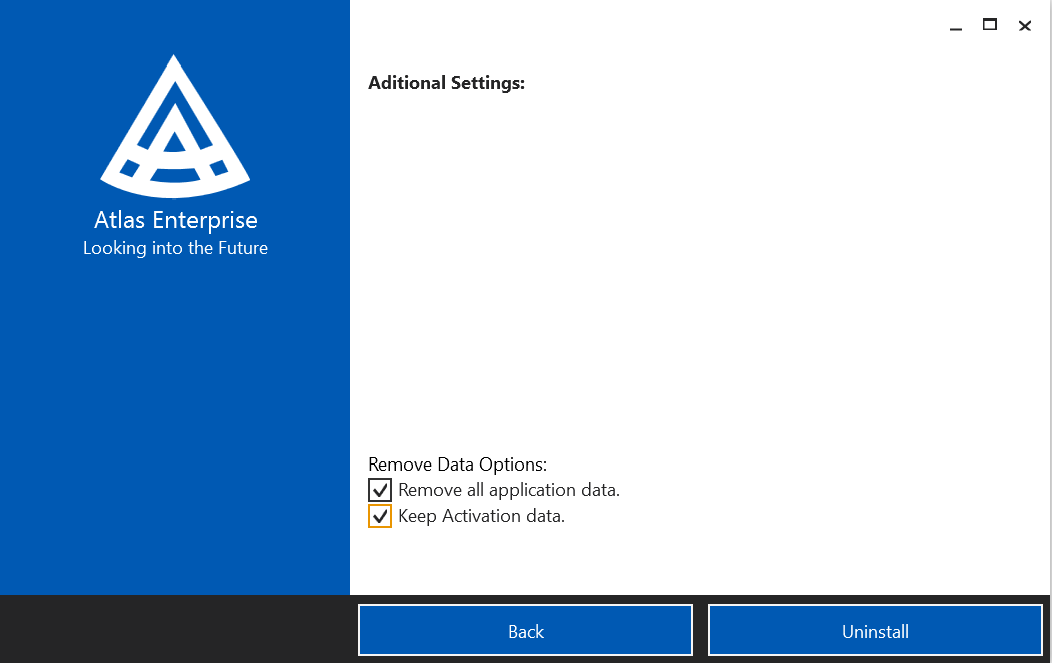 Atlas Enterprise
Looking into the Future
Aditional Settings:
Remove Data Options:
Remove all application data.
Keep Activation data.
Back
Uninstall